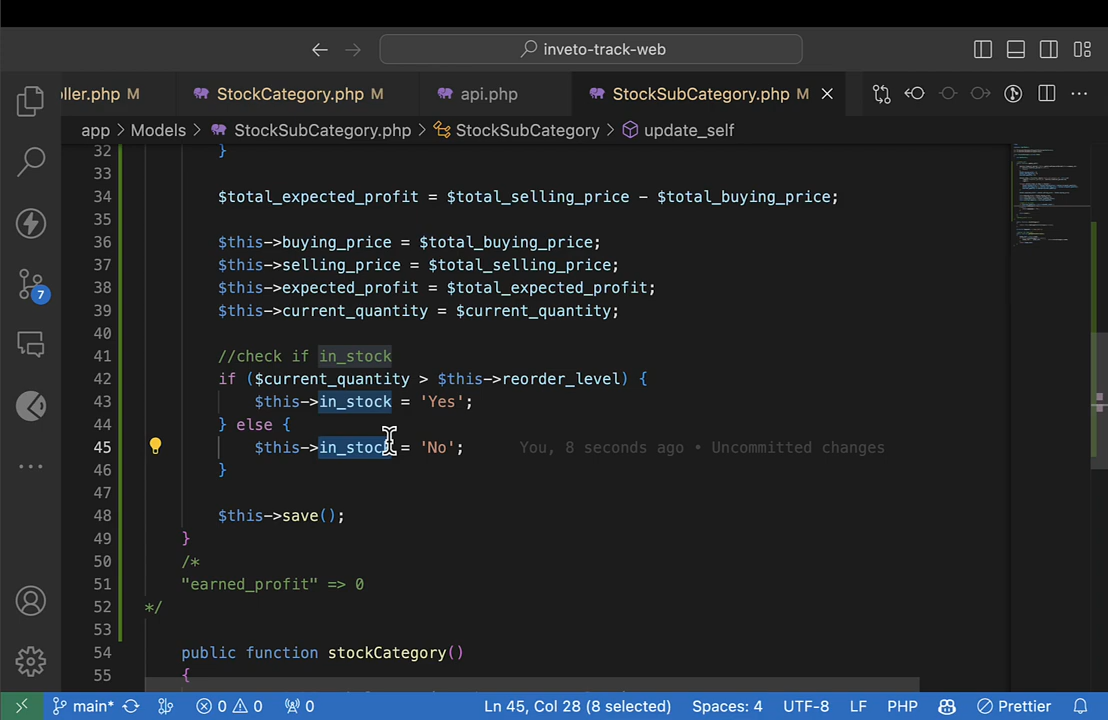 inveto-track-web
ller.php M
StockCategory.php M
api.php
StockSubCategory.php M
app > Models > StockSubCategory.php > StockSubCategory > update_self
32 }
33
34 $total_expected_profit = $total_selling_price - $total_buying_price;
35
36 $this->buying_price = $total_buying_price;
37 $this->selling_price = $total_selling_price;
38 $this->expected_profit = $total_expected_profit;
39 $this->current_quantity = $current_quantity;
40
41 //check if in_stock
42 if ($current_quantity > $this->reorder_level) {
43 $this->in_stock = 'Yes';
44 } else {
45 $this->in_stock = 'No'; You, 8 seconds ago • Uncommitted changes
46 }
47
48 $this->save();
49 }
50 /*
51 "earned_profit" => 0
52 */
53
54 public function stockCategory()
55 {
7
main* 0 0 0 Ln 45, Col 28 (8 selected) Spaces: 4 UTF-8 LF PHP Prettier